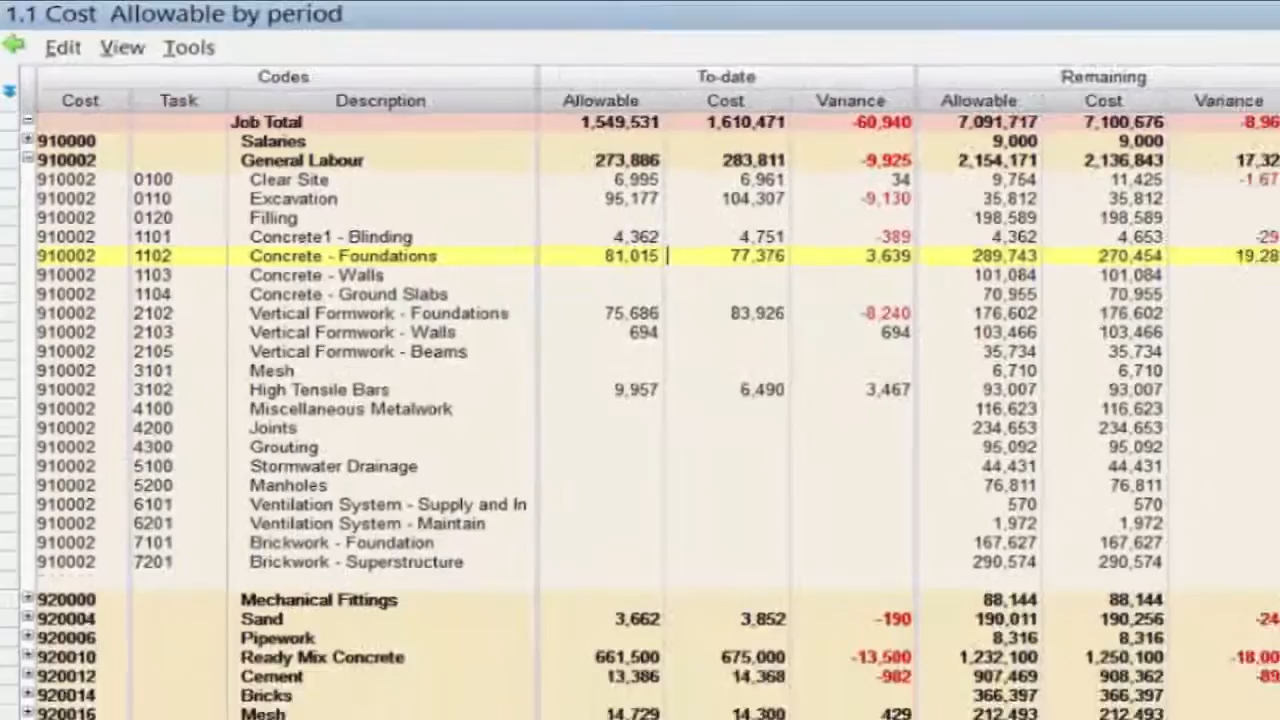 1.1 Cost Allowable by period
Edit View Tools
Codes To-date Remaining
Cost Task Description Allowable Cost Variance Allowable Cost Variance
Job Total 1,549,531 1,610,471 -60,940 7,091,717 7,100,676 -8,96
910000 Salaries 9,000 9,000
910002 General Labour 273,886 283,811 -9,925 2,154,171 2,136,843 17,32
910002 0100 Clear Site 6,995 6,961 34 9,754 11,425 -1,67
910002 0110 Excavation 95,177 104,307 -9,130 35,812 35,812
910002 0120 Filling 198,589 198,589
910002 1101 Concrete1 - Blinding 4,362 4,751 -389 4,362 4,653 -29
910002 1102 Concrete - Foundations 81,015 77,376 3,639 289,743 270,454 19,28
910002 1103 Concrete - Walls 101,084 101,084
910002 1104 Concrete - Ground Slabs 70,955 70,955
910002 2102 Vertical Formwork - Foundations 75,686 83,926 -8,240 176,602 176,602
910002 2103 Vertical Formwork - Walls 694 694 103,466 103,466
910002 2105 Vertical Formwork - Beams 35,734 35,734
910002 3101 Mesh 6,710 6,710
910002 3102 High Tensile Bars 9,957 6,490 3,467 93,007 93,007
910002 4100 Miscellaneous Metalwork 116,623 116,623
910002 4200 Joints 234,653 234,653
910002 4300 Grouting 95,092 95,092
910002 5100 Stormwater Drainage 44,431 44,431
910002 5200 Manholes 76,811 76,811
910002 6101 Ventilation System - Supply and In 570 570
910002 6201 Ventilation System - Maintain 1,972 1,972
910002 7101 Brickwork - Foundation 167,627 167,627
910002 7201 Brickwork - Superstructure 290,574 290,574
920000 Mechanical Fittings 88,144 88,144
920004 Sand 3,662 3,852 -190 190,011 190,256 -24
920006 Pipework 8,316 8,316
920010 Ready Mix Concrete 661,500 675,000 -13,500 1,232,100 1,250,100 -18,00
920012 Cement 13,386 14,368 -982 907,469 908,362 -89
920014 Bricks 366,397 366,397
920016 Mesh 14,729 14,300 429 212,493 212,493